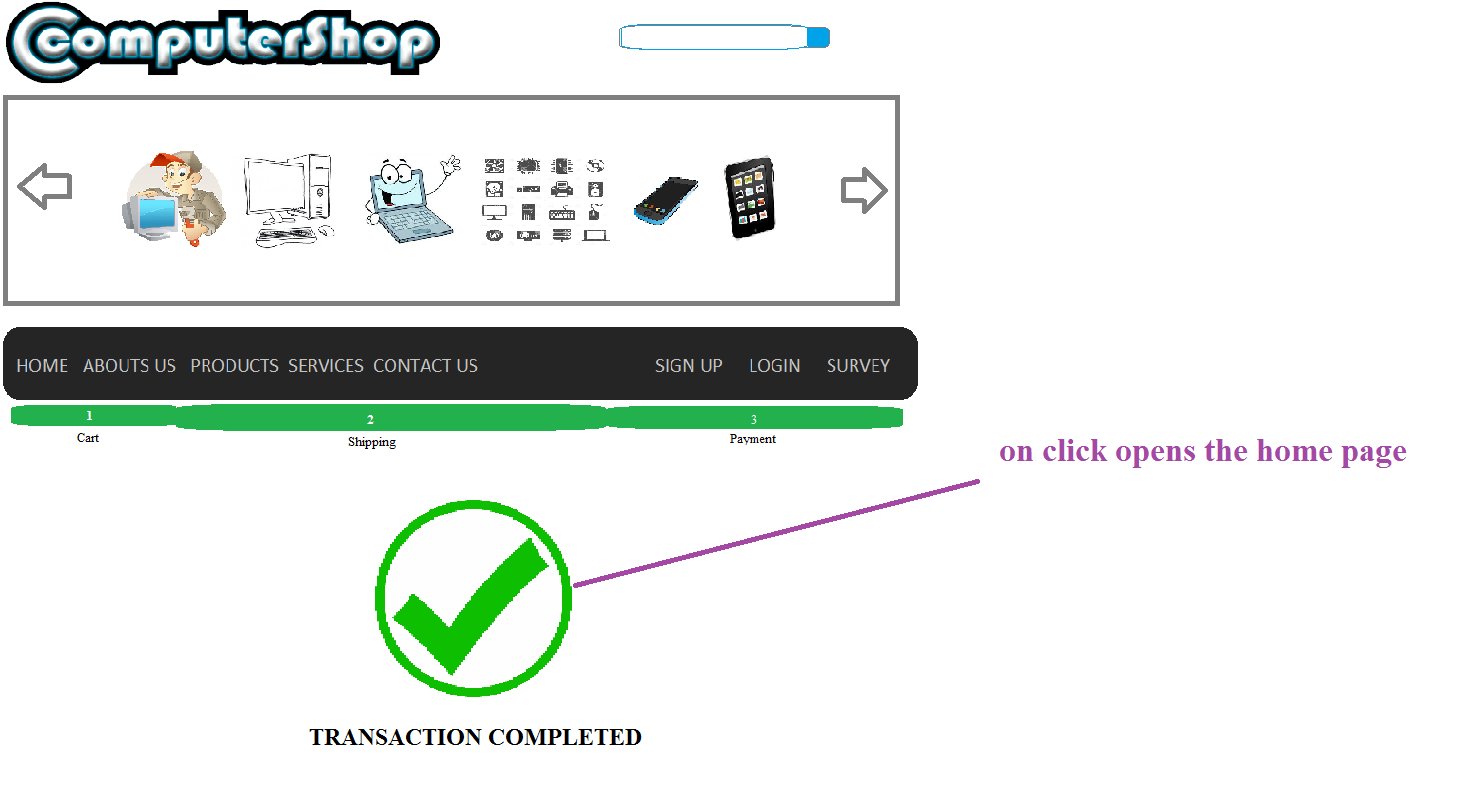 ComputerShop
HOME ABOUTS US PRODUCTS SERVICES CONTACT US SIGN UP LOGIN SURVEY
1 2 3
Cart Shipping Payment
on click opens the home page
TRANSACTION COMPLETED